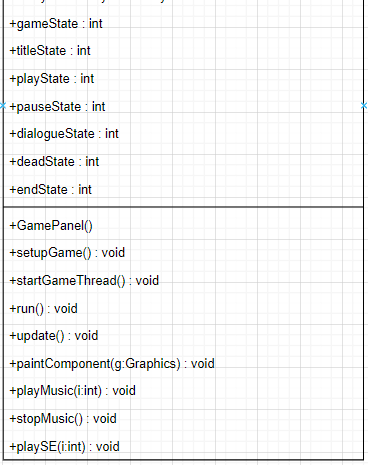 +gameState : int
+titleState : int
+playState : int
+pauseState : int
+dialogueState : int
+deadState : int
+endState : int
+GamePanel()
+setupGame() : void
+startGameThread() : void
+run() : void
+update() : void
+paintComponent(g:Graphics) : void
+playMusic(i:int) : void
+stopMusic() : void
+playSE(i:int) : void